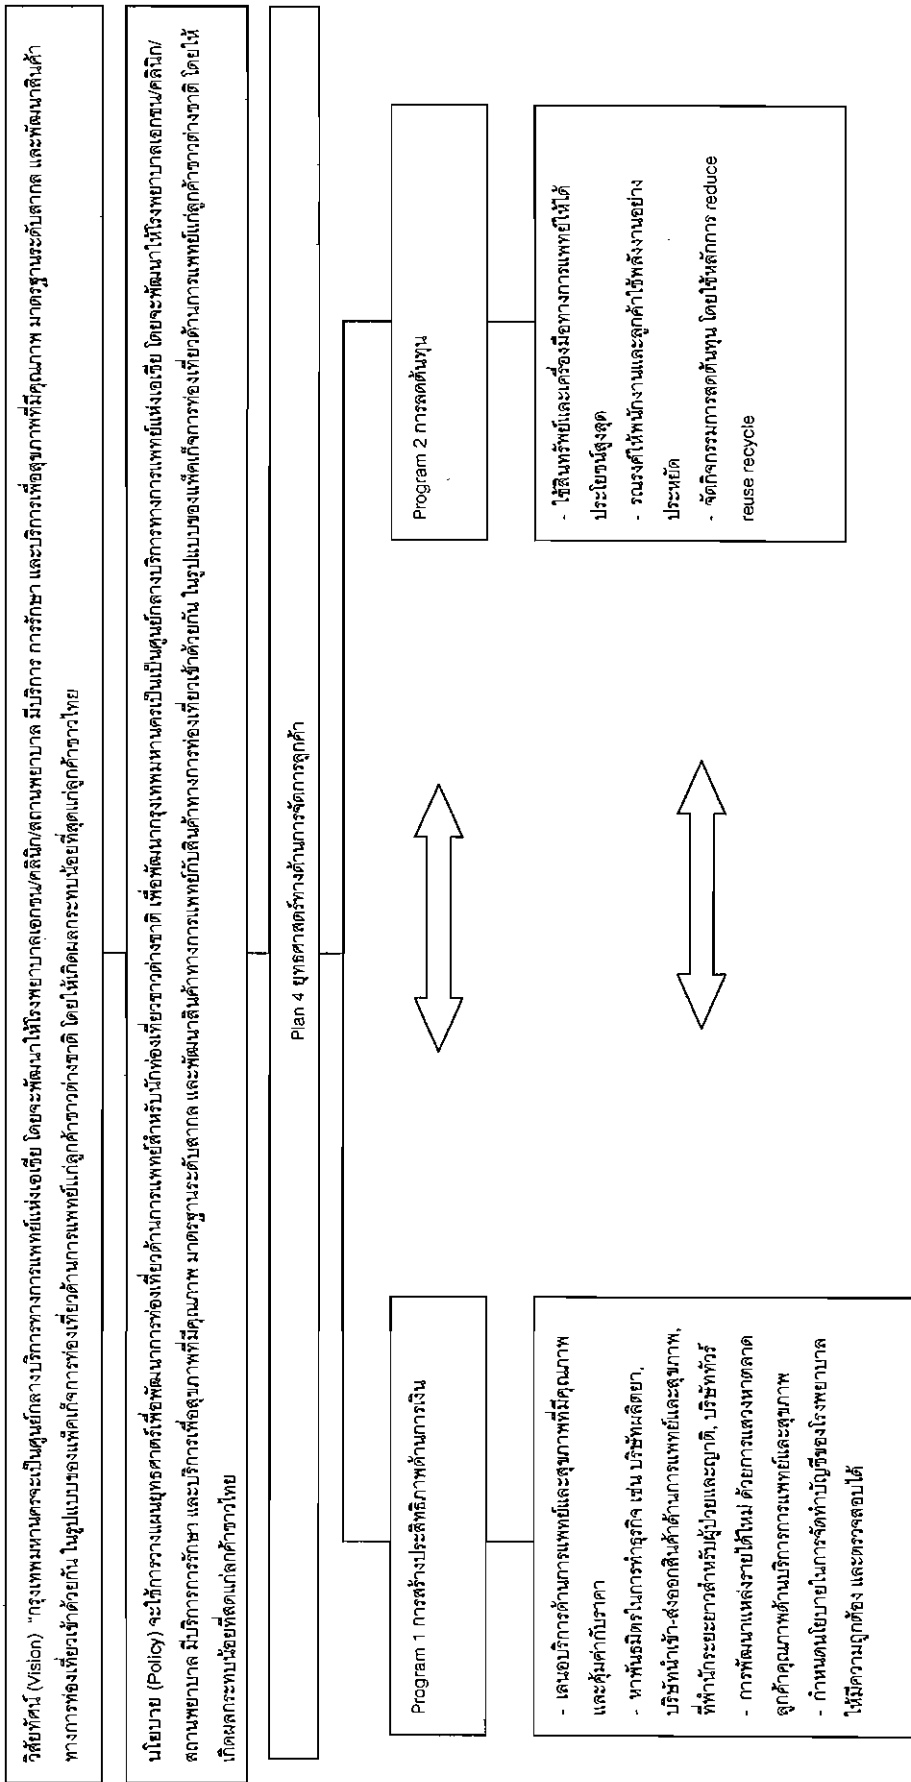 วิสัยทัศน์ (Vision) "กรุงเทพมหานครจะเป็นศูนย์กลางบริการทางการแพทย์แห่งเอเชีย โดยจะพัฒนาให้โรงพยาบาลเอกชน/คลินิก/สถานพยาบาล มีบริการ การรักษา และบริการเพื่อสุขภาพที่มีคุณภาพ มาตรฐานระดับสากล และพัฒนาสินค้า
ทางการท่องเที่ยวเข้าด้วยกัน ในรูปแบบของแพ็คเก็จการท่องเที่ยวด้านการแพทย์แก่ลูกค้าชาวต่างชาติ โดยให้เกิดผลกระทบน้อยที่สุดแก่ลูกค้าชาวไทย
นโยบาย (Policy) จะใช้การวางแผนยุทธศาสตร์เพื่อพัฒนาการท่องเที่ยวด้านการแพทย์สำหรับนักท่องเที่ยวชาวต่างชาติ เพื่อพัฒนากรุงเทพมหานครเป็นศูนย์กลางบริการทางการแพทย์แห่งเอเชีย โดยจะพัฒนาให้โรงพยาบาลเอกชน/คลินิก/
สถานพยาบาล มีบริการการรักษา และบริการเพื่อสุขภาพที่มีคุณภาพ มาตรฐานระดับสากล และพัฒนาสินค้าทางการแพทย์กับสินค้าทางการท่องเที่ยวเข้าด้วยกัน ในรูปแบบของแพ็คเก็จการท่องเที่ยวด้านการแพทย์แก่ลูกค้าชาวต่างชาติ โดยให้
เกิดผลกระทบน้อยที่สุดแก่ลูกค้าชาวไทย
Plan 4 ยุทธศาสตร์ทางด้านการจัดการลูกค้า
Program 1 การสร้างประสิทธิภาพด้านการเงิน
- เสนอบริการด้านการแพทย์และสุขภาพที่มีคุณภาพ
และคุ้มค่ากับราคา
- หาพันธมิตรในการทำธุรกิจ เช่น บริษัทผลิตยา,
บริษัทนำเข้า-ส่งออกสินค้าด้านการแพทย์และสุขภาพ,
ที่พำนักระยะยาวสำหรับผู้ป่วยและญาติ, บริษัททัวร์
- การพัฒนาแหล่งรายได้ใหม่ ด้วยการแสวงหาตลาด
ลูกค้าคุณภาพด้านบริการการแพทย์และสุขภาพ
- กำหนดนโยบายในการจัดทำบัญชีของโรงพยาบาล
ให้มีความถูกต้อง และตรวจสอบได้
Program 2 การลดต้นทุน
- ใช้สินทรัพย์และเครื่องมือทางการแพทย์ให้ได้
ประโยชน์สูงสุด
- รณรงค์ให้พนักงานและลูกค้าใช้พลังงานอย่าง
ประหยัด
- จัดกิจกรรมการลดต้นทุน โดยใช้หลักการ reduce
reuse recycle